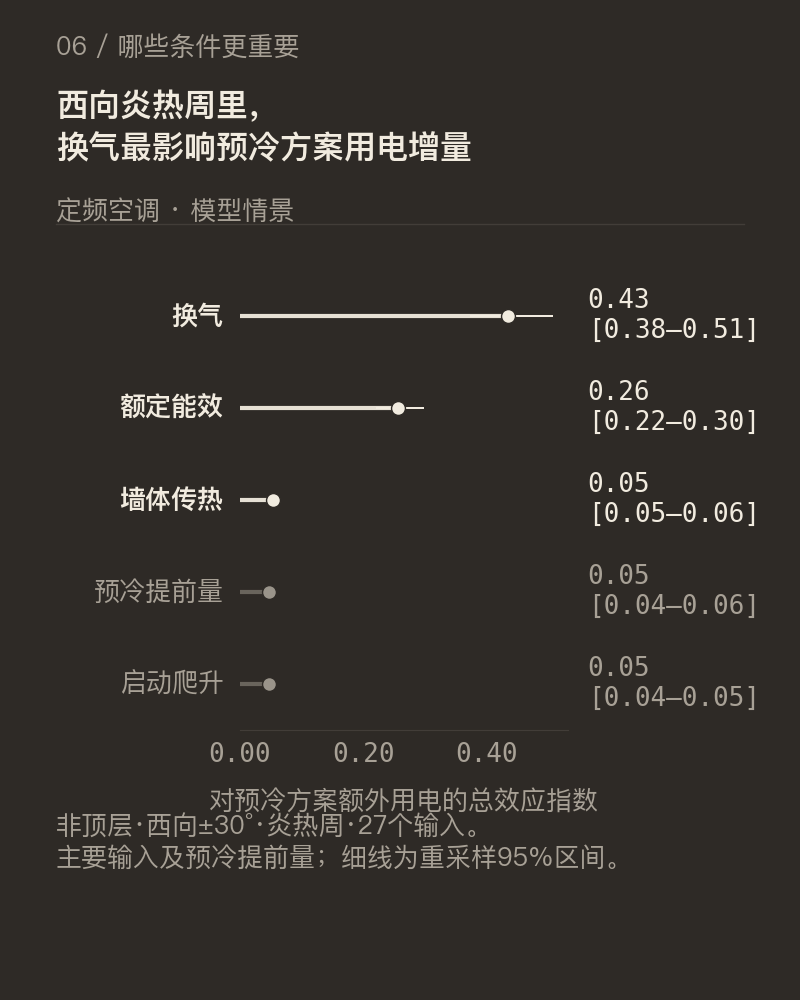 06 / 哪些条件更重要
西向炎热周里，
换气最影响预冷方案用电增量
定频空调 · 模型情景
换气
0.43
[0.38–0.51]
额定能效
0.26
[0.22–0.30]
墙体传热
0.05
[0.05–0.06]
预冷提前量
0.05
[0.04–0.06]
启动爬升
0.05
[0.04–0.05]
0.00 0.20 0.40
对预冷方案额外用电的总效应指数
非顶层·西向±30°·炎热周·27个输入。
主要输入及预冷提前量；细线为重采样95%区间。